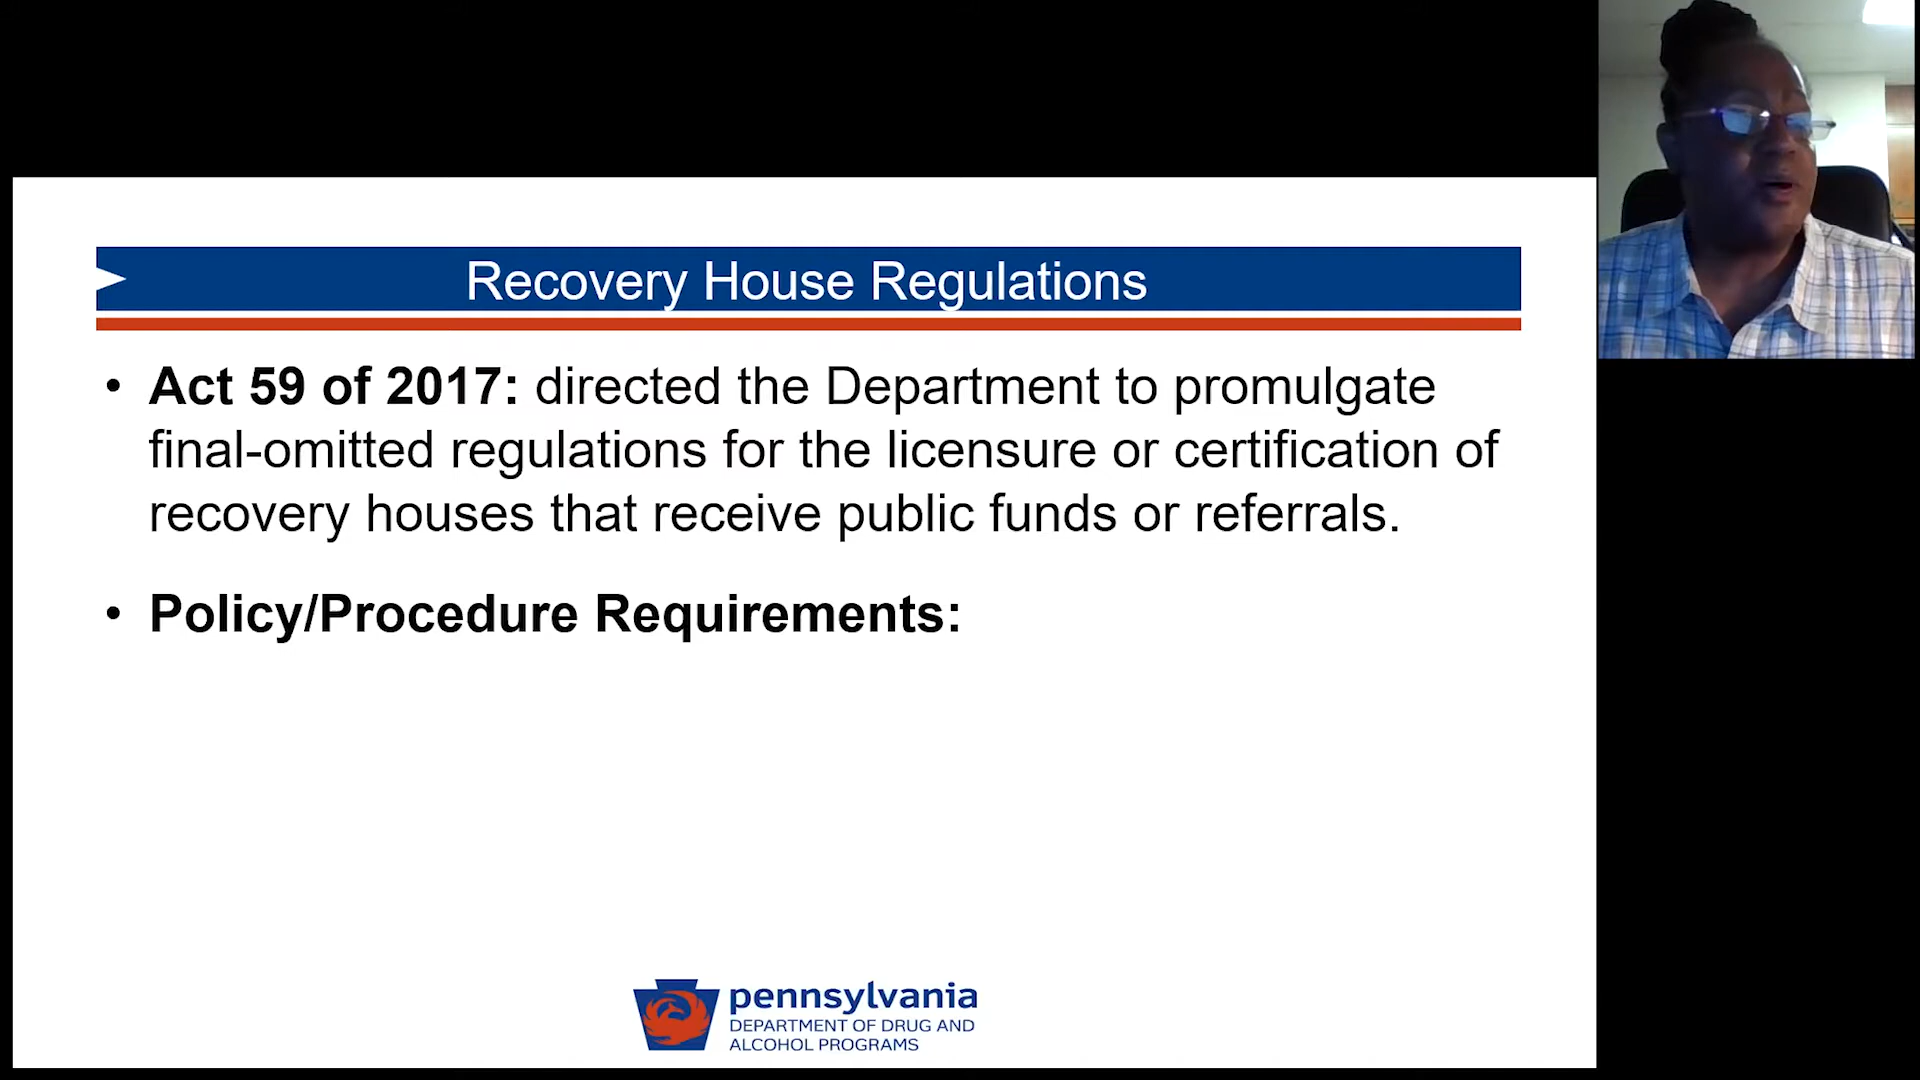 Recovery House Regulations
• Act 59 of 2017: directed the Department to promulgate
final-omitted regulations for the licensure or certification of
recovery houses that receive public funds or referrals.
• Policy/Procedure Requirements:
pennsylvania
DEPARTMENT OF DRUG AND
ALCOHOL PROGRAMS